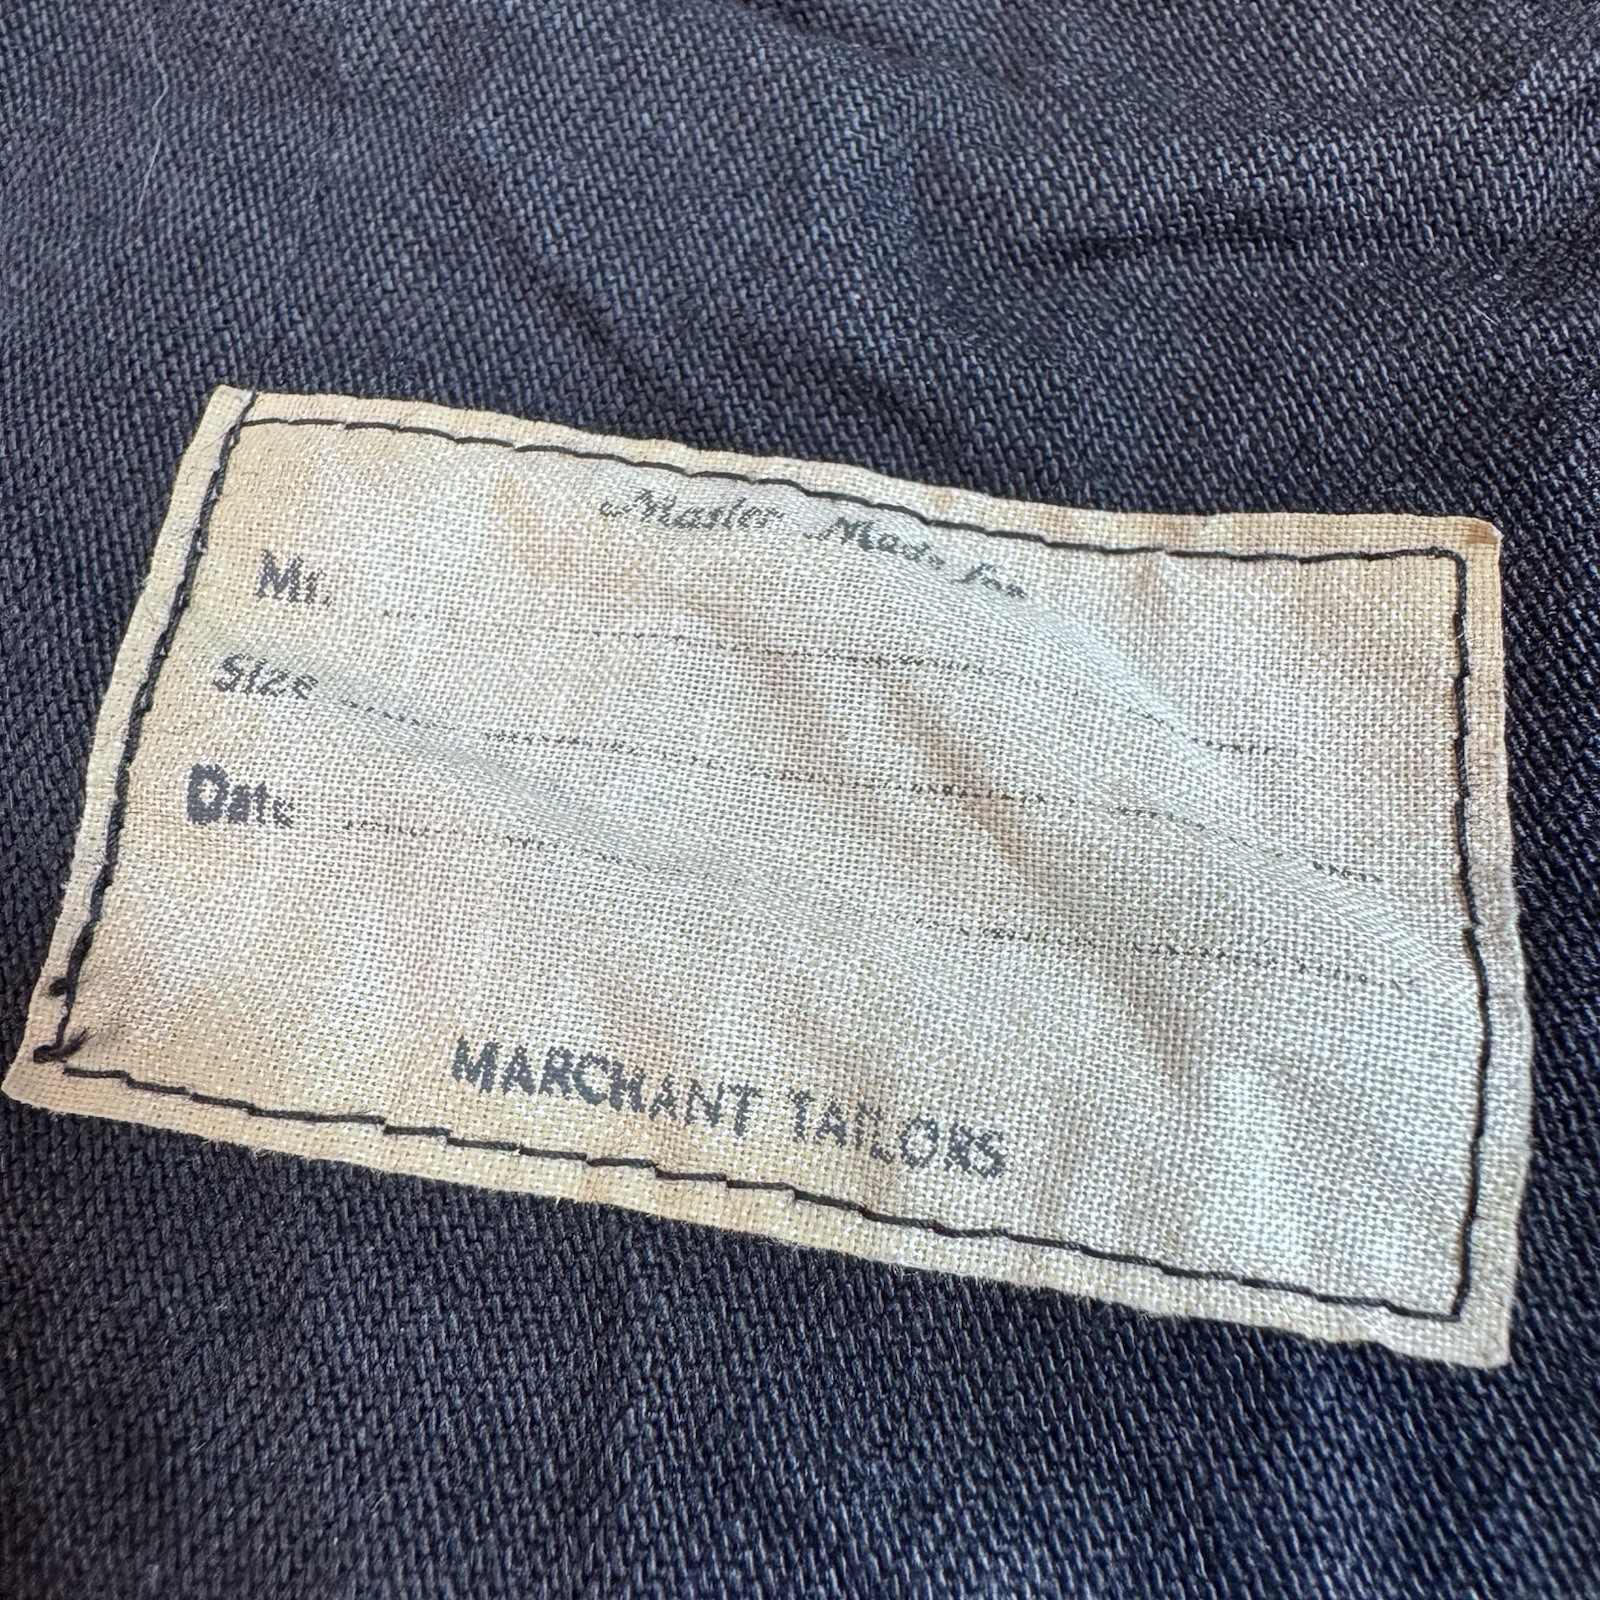 Master Made for
Mr.
Size
Date
MARCHANT TAILORS